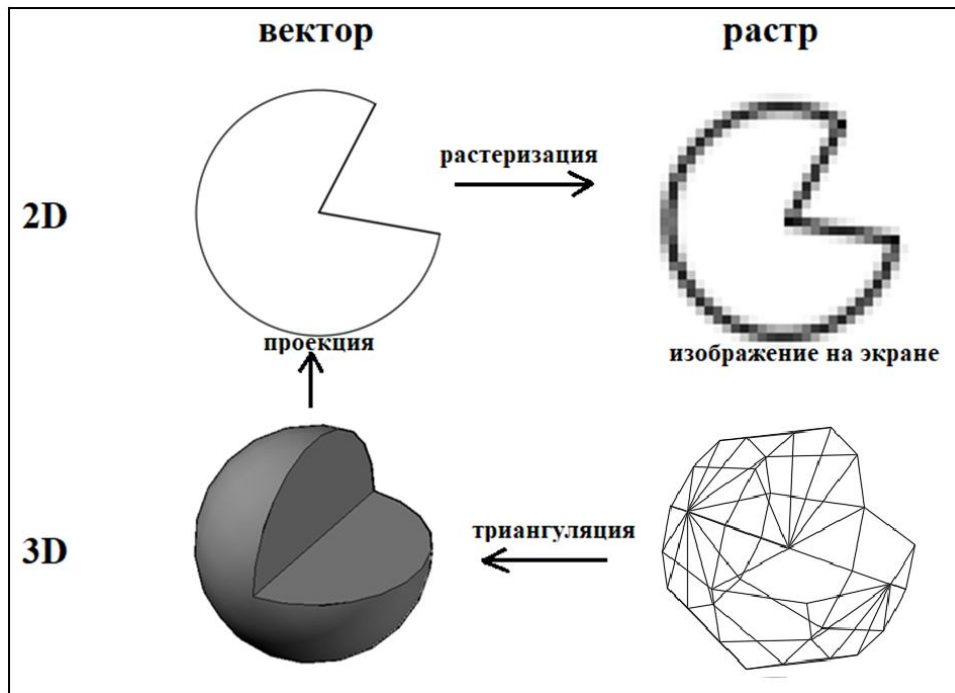 вектор
растр
2D
растеризация
проекция
изображение на экране
3D
триангуляция